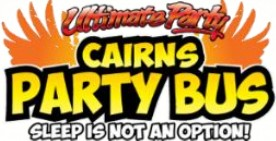 Ultimate Party
CAIRNS
PARTY BUS
SLEEP IS NOT AN OPTION!